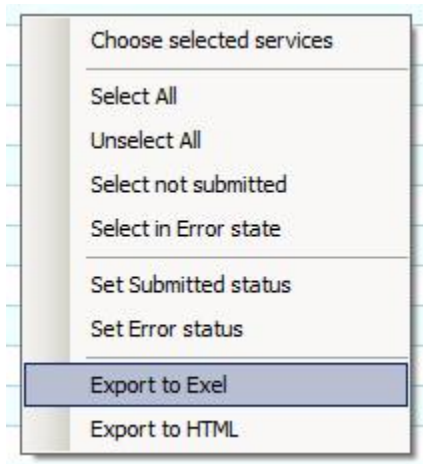 Choose selected services
Select All
Unselect All
Select not submitted
Select in Error state
Set Submitted status
Set Error status
Export to Exel
Export to HTML